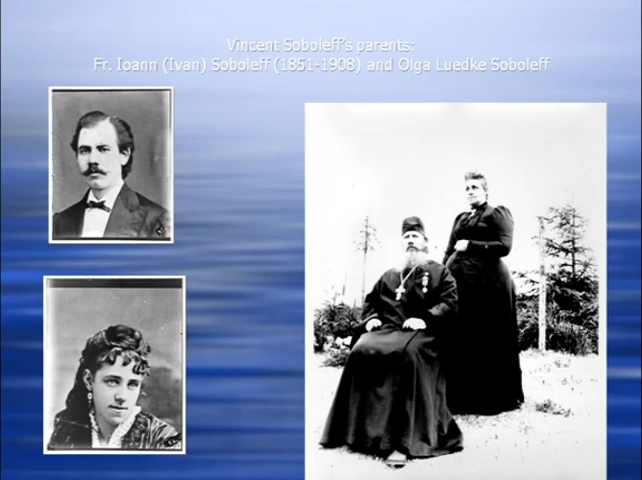 Vincent Soboleff's parents:
Fr. Ioann (Ivan) Soboleff (1851-1908) and Olga Luedke Soboleff